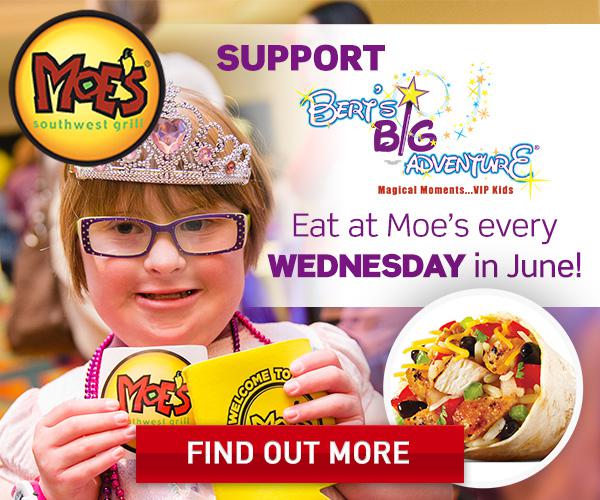 MOE'S
southwest grill
SUPPORT
BERT'S
BIG
ADVENTURE®
Magical Moments...VIP Kids
Eat at Moe's every
WEDNESDAY in June!
MOE'S
thwest grill
WELCOME TO
FIND OUT MORE